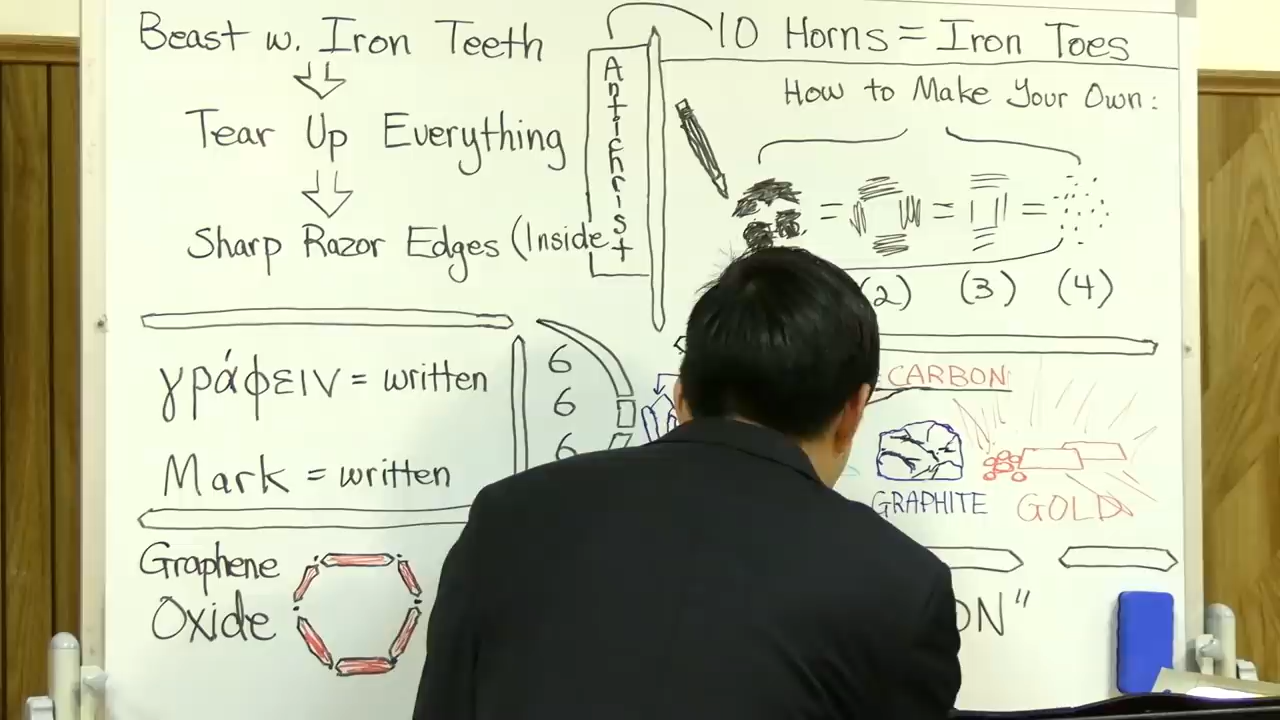 Beast w. Iron Teeth
Tear Up Everything
Sharp Razor Edges (Inside
Antichrist
10 Horns = Iron Toes
How to Make Your Own:
= = =
(2) (3) (4)
γράφειν = written
Mark = written
6
6
6
CARBON
GRAPHITE
GOLD
Graphene
Oxide
ON"